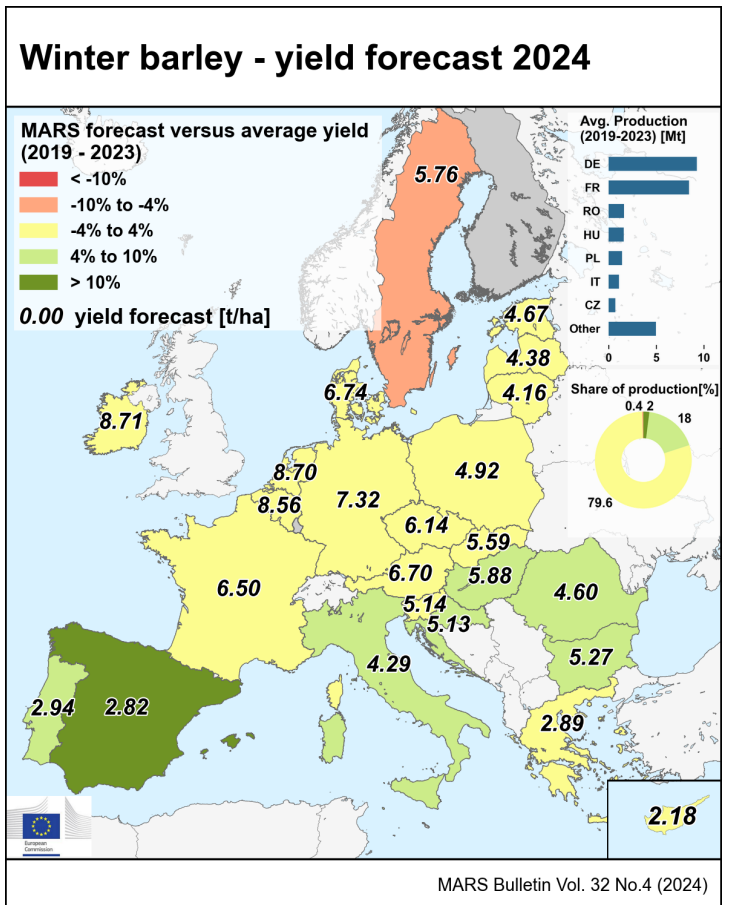 Winter barley - yield forecast 2024
MARS forecast versus average yield
(2019 - 2023)
< -10%
-10% to -4%
-4% to 4%
4% to 10%
> 10%
0.00 yield forecast [t/ha]
Avg. Production
(2019-2023) [Mt]
DE
FR
RO
HU
PL
IT
CZ
Other
0 5 10
Share of production[%]
0.4 2
18
79.6
5.76
4.67
4.38
4.16
6.74
8.71
8.70
8.56
7.32
4.92
6.14
5.59
6.70
5.88
6.50
5.14
5.13
4.60
4.29
5.27
2.94
2.82
2.89
2.18
European
Commission
MARS Bulletin Vol. 32 No.4 (2024)